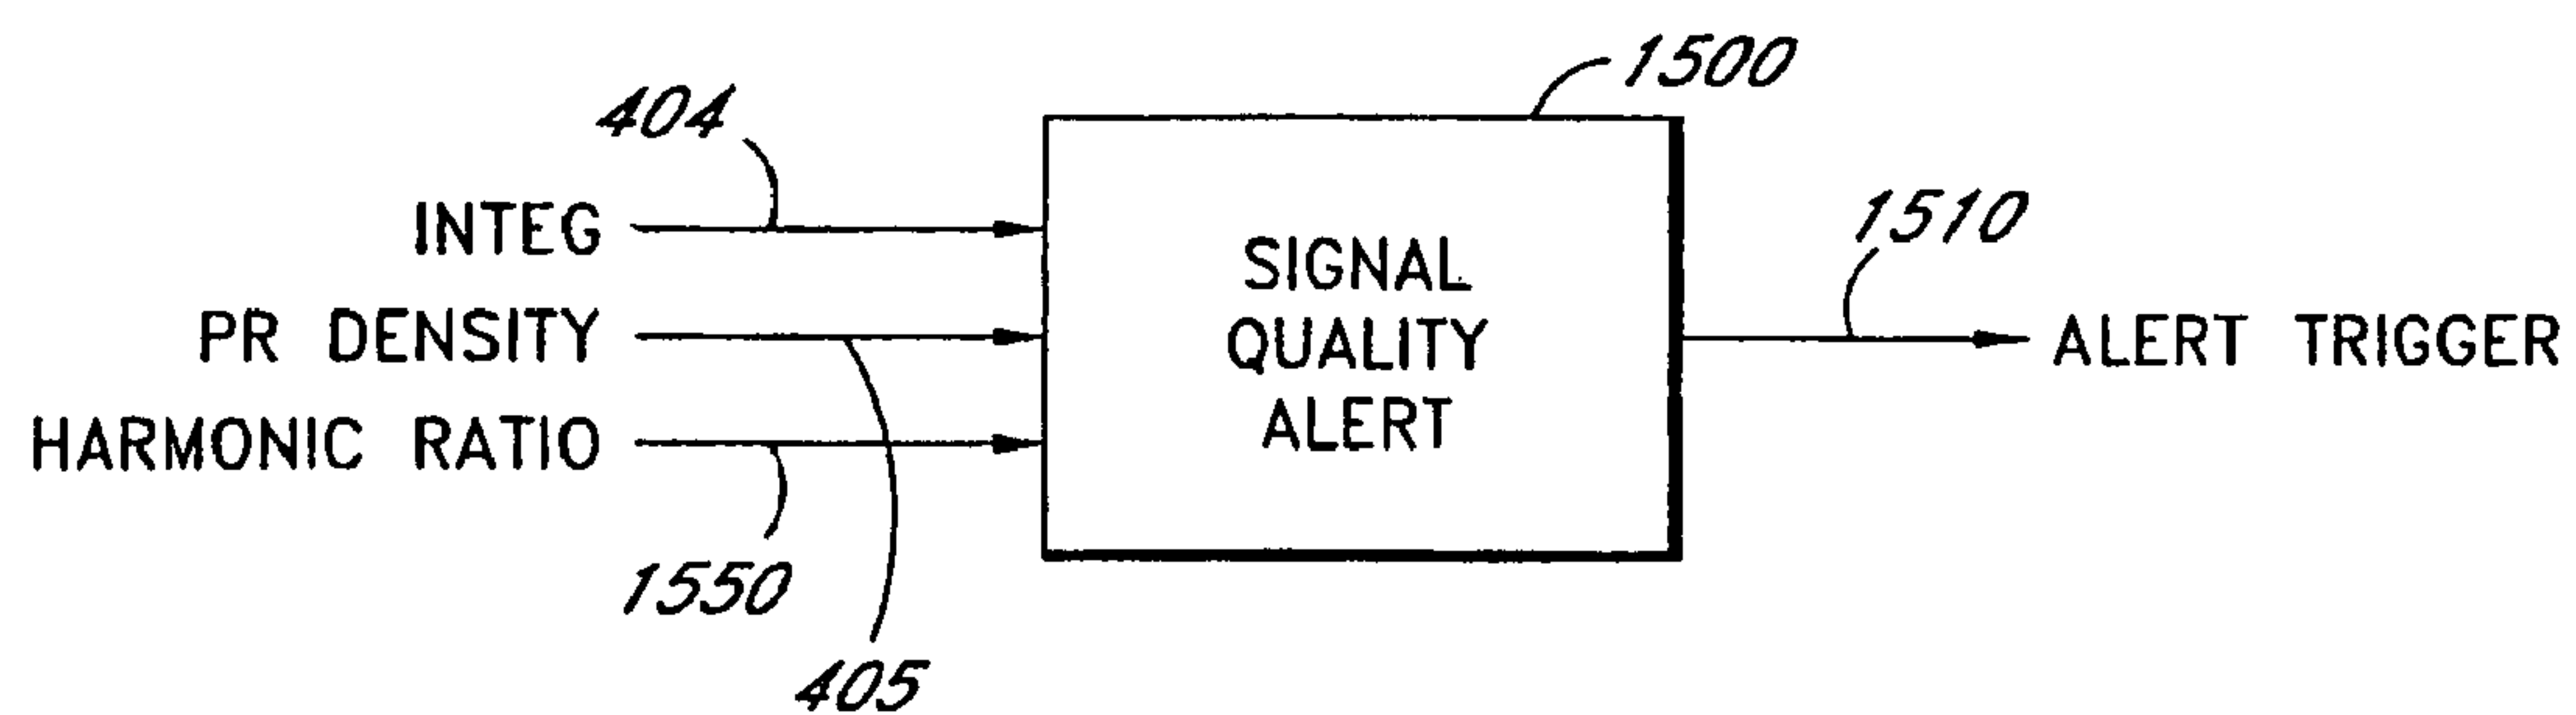 1500
404
1510
INTEG
SIGNAL
PR DENSITY
QUALITY
ALERT TRIGGER
HARMONIC RATIO
ALERT
1550
405